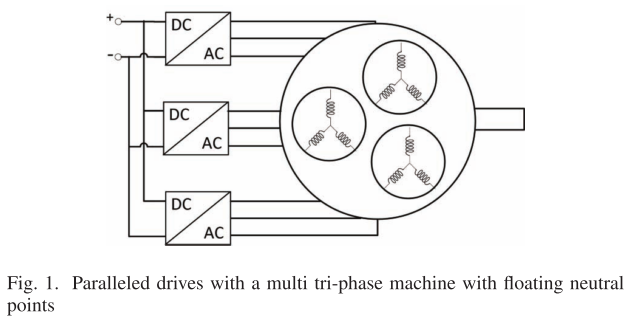 +
DC
AC
-
DC
AC
DC
AC
Fig. 1. Paralleled drives with a multi tri-phase machine with floating neutral
points